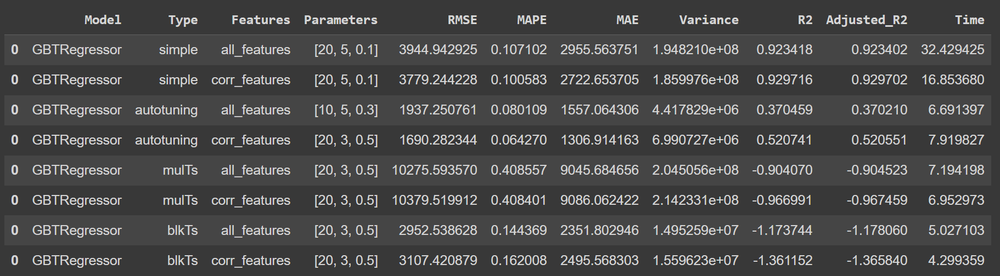 Model Type Features Parameters RMSE MAPE MAE Variance R2 Adjusted_R2 Time
0 GBTRegressor simple all_features [20, 5, 0.1] 3944.942925 0.107102 2955.563751 1.948210e+08 0.923418 0.923402 32.429425
0 GBTRegressor simple corr_features [20, 5, 0.1] 3779.244228 0.100583 2722.653705 1.859976e+08 0.929716 0.929702 16.853680
0 GBTRegressor autotuning all_features [10, 5, 0.3] 1937.250761 0.080109 1557.064306 4.417829e+06 0.370459 0.370210 6.691397
0 GBTRegressor autotuning corr_features [20, 3, 0.5] 1690.282344 0.064270 1306.914163 6.990727e+06 0.520741 0.520551 7.919827
0 GBTRegressor mulTs all_features [20, 3, 0.5] 10275.593570 0.408557 9045.684656 2.045056e+08 -0.904070 -0.904523 7.194198
0 GBTRegressor mulTs corr_features [20, 3, 0.5] 10379.519912 0.408401 9086.062422 2.142331e+08 -0.966991 -0.967459 6.952973
0 GBTRegressor blkTs all_features [20, 3, 0.5] 2952.538628 0.144369 2351.802946 1.495259e+07 -1.173744 -1.178060 5.027103
0 GBTRegressor blkTs corr_features [20, 3, 0.5] 3107.420879 0.162008 2495.568303 1.559623e+07 -1.361152 -1.365840 4.299359